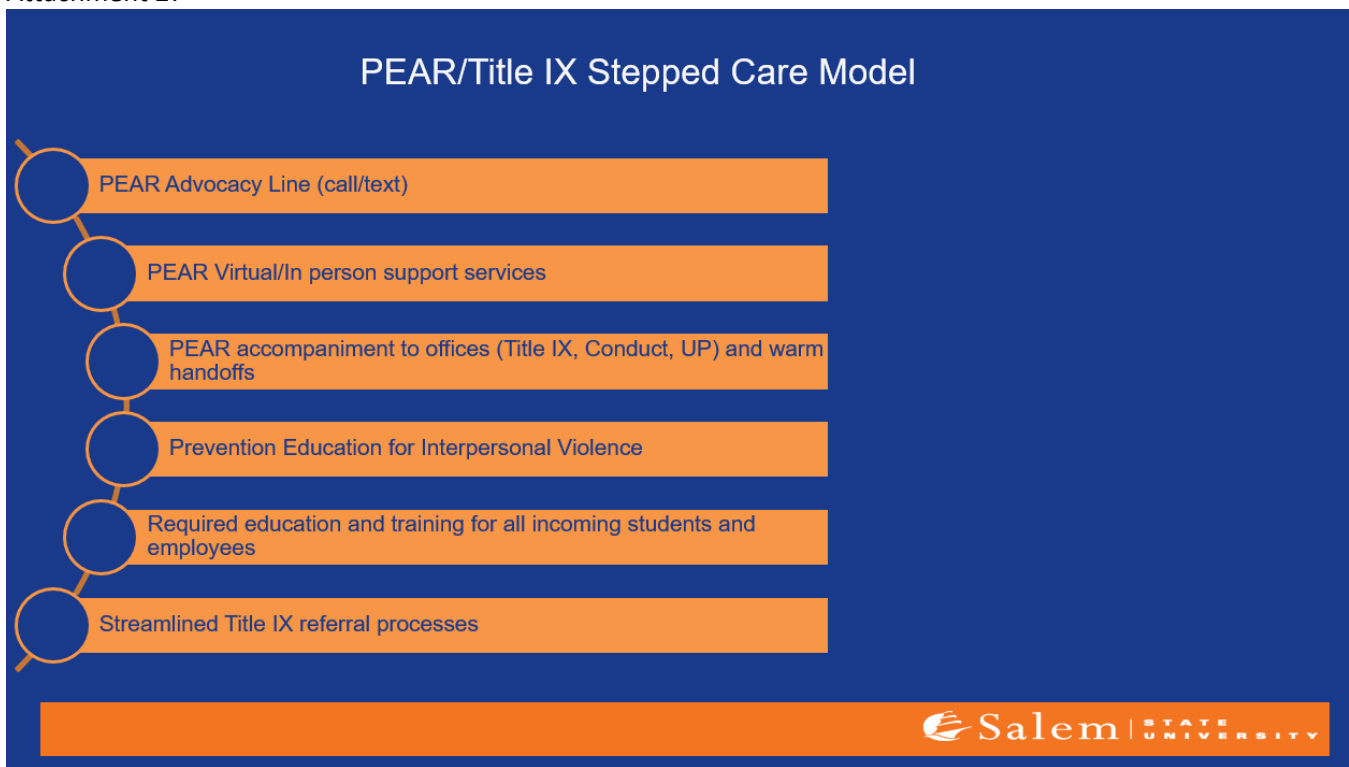 PEAR/Title IX Stepped Care Model
PEAR Advocacy Line (call/text)
PEAR Virtual/In person support services
PEAR accompaniment to offices (Title IX, Conduct, UP) and warm
handoffs
Prevention Education for Interpersonal Violence
Required education and training for all incoming students and
employees
Streamlined Title IX referral processes
Salem STATE
UNIVERSITY